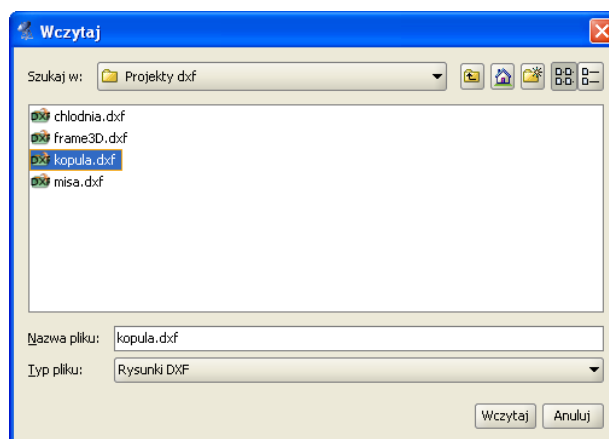 Wczytaj
Szukaj w: Projekty dxf
chlodnia.dxf
frame3D.dxf
kopula.dxf
misa.dxf
Nazwa pliku: kopula.dxf
Typ pliku: Rysunki DXF
Wczytaj Anuluj